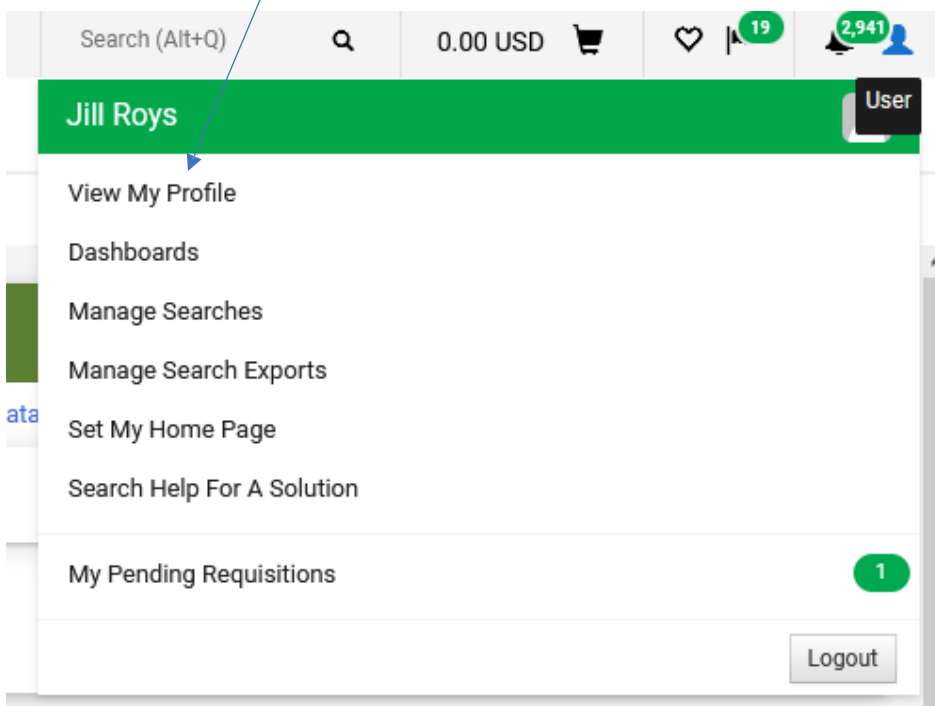 Search (Alt+Q) 0.00 USD 19 2,941
Jill Roys User
View My Profile
Dashboards
Manage Searches
Manage Search Exports
ata
Set My Home Page
Search Help For A Solution
My Pending Requisitions 1
Logout